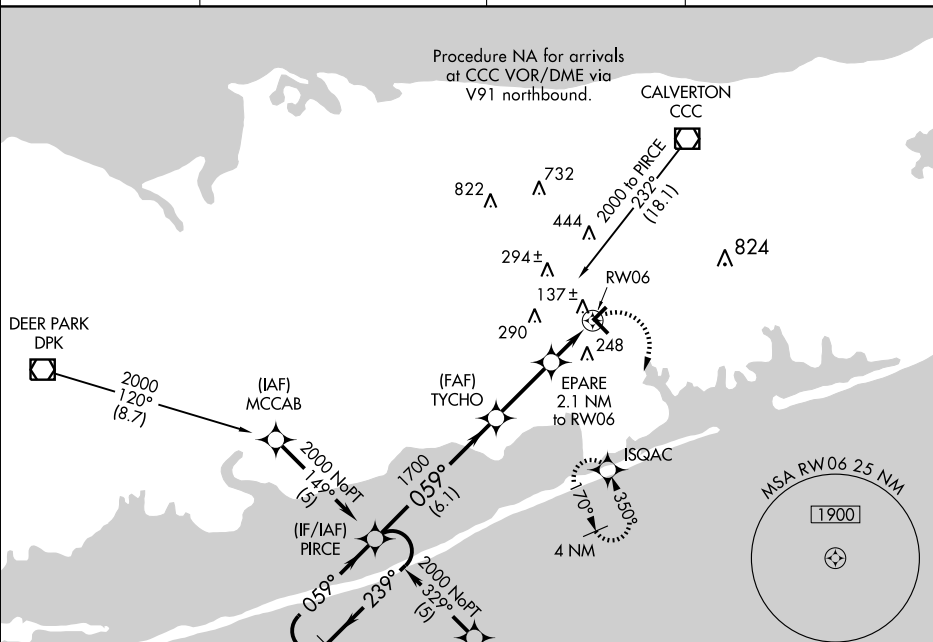 Procedure NA for arrivals
at CCC VOR/DME via
V91 northbound.
CALVERTON
CCC
2000 to PIRCE
232°
(18.1)
822
732
444
294±
137±
290
248
824
RW06
DEER PARK
DPK
2000
120°
(8.7)
(IAF)
MCCAB
2000 NoPT
149°
(5)
(FAF)
TYCHO
EPARE
2.1 NM
to RW06
1700
059°
(6.1)
(IF/IAF)
PIRCE
ISQAC
170°
350°
4 NM
059°
239°
2000 NoPT
329°
(5)
MSA RW06 25 NM
1900